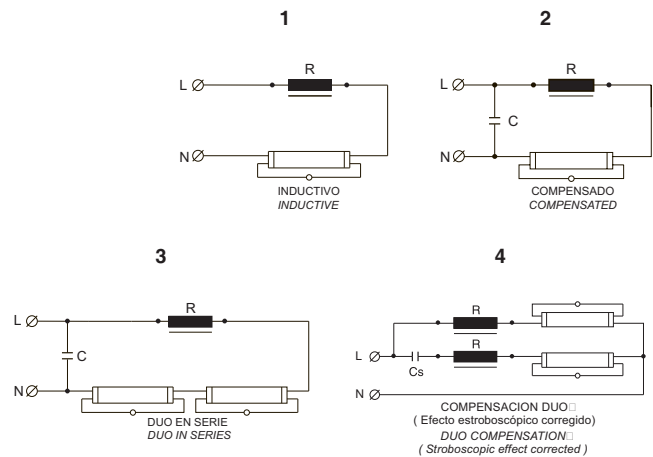 1
2
L
R
N
INDUCTIVO
INDUCTIVE
L
R
C
N
COMPENSADO
COMPENSATED
3
4
L
R
C
N
DUO EN SERIE
DUO IN SERIES
R
R
L
Cs
N
COMPENSACION DUO□
( Efecto estroboscópico corregido)
DUO COMPENSATION□
( Stroboscopic effect corrected )